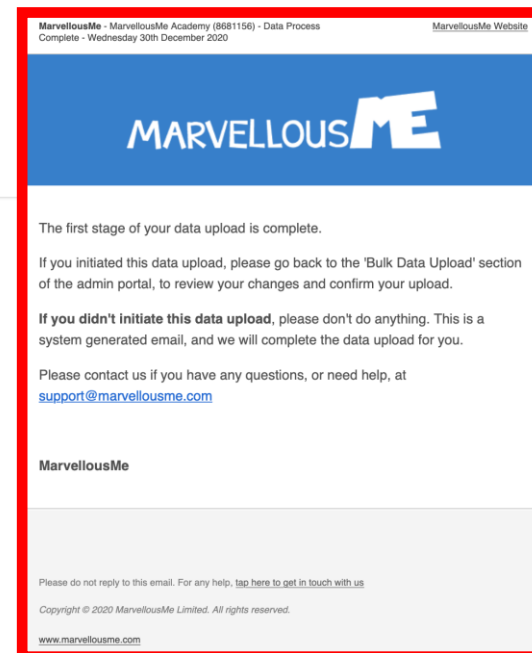 MarvellousMe - MarvellousMe Academy (8681156) - Data Process MarvellousMe Website
Complete - Wednesday 30th December 2020
MARVELLOUS ME
The first stage of your data upload is complete.
If you initiated this data upload, please go back to the 'Bulk Data Upload' section
of the admin portal, to review your changes and confirm your upload.
If you didn't initiate this data upload, please don't do anything. This is a
system generated email, and we will complete the data upload for you.
Please contact us if you have any questions, or need help, at
support@marvellousme.com
MarvellousMe
Please do not reply to this email. For any help, tap here to get in touch with us
Copyright © 2020 MarvellousMe Limited. All rights reserved.
www.marvellousme.com